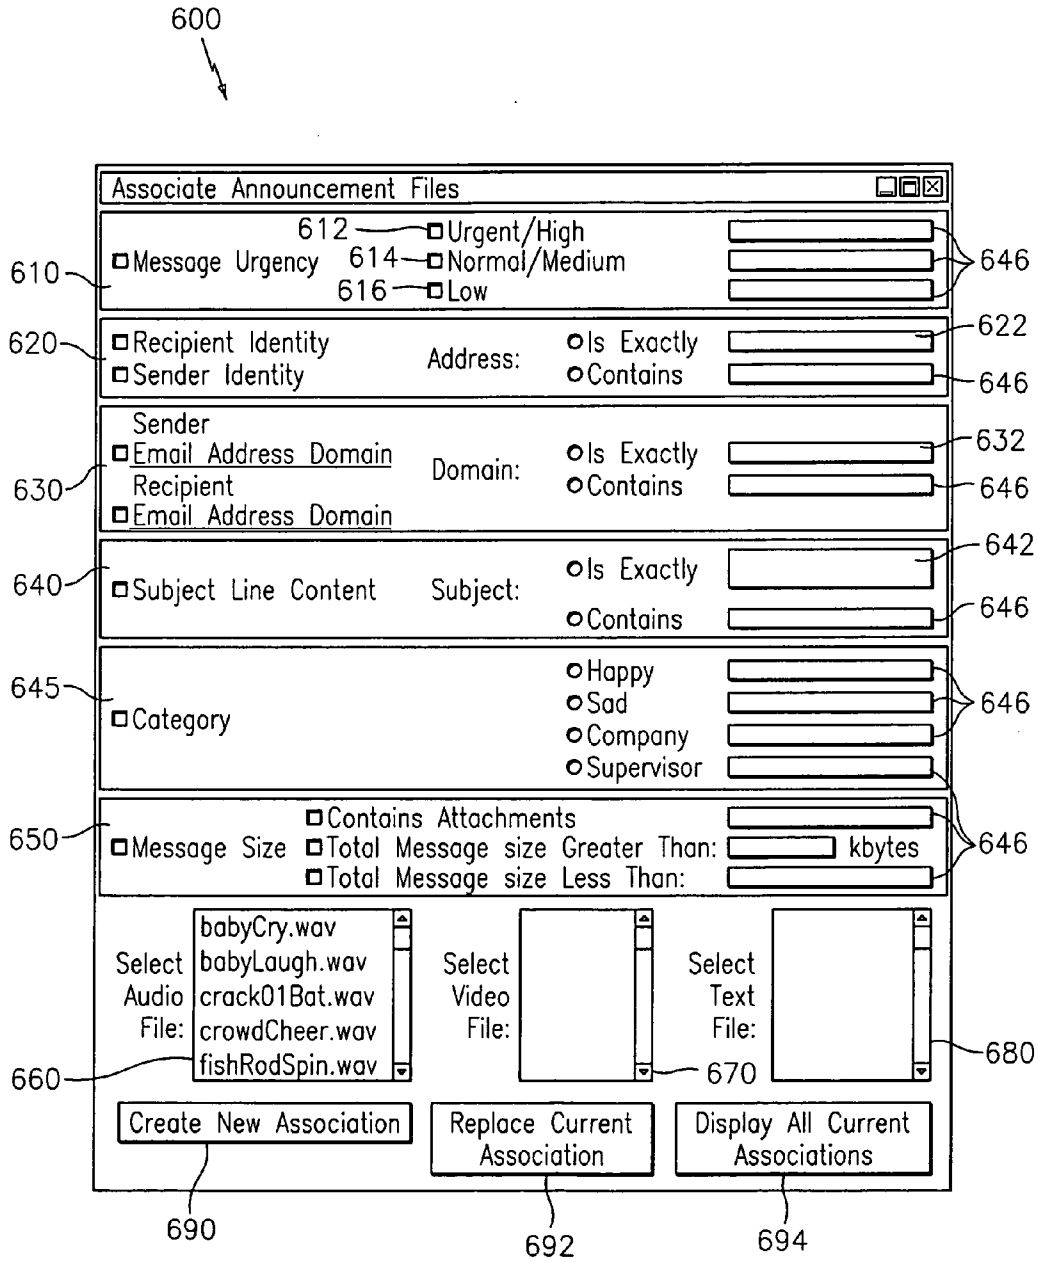 600
Associate Announcement Files
612 Urgent/High
610 Message Urgency 614 Normal/Medium 646
616 Low
620 Recipient Identity Address: Is Exactly 622
Sender Identity Contains 646
Sender
Email Address Domain Domain: Is Exactly 632
630 Recipient Contains 646
Email Address Domain
640 Subject Line Content Subject: Is Exactly 642
Contains 646
645 Category Happy
Sad 646
Company
Supervisor
Contains Attachments
650 Message Size Total Message size Greater Than: kbytes 646
Total Message size Less Than:
Select Audio File:
babyCry.wav
babyLaugh.wav
crack01Bat.wav
crowdCheer.wav
fishRodSpin.wav
660
Select Video File:
670
Select Text File:
680
Create New Association
Replace Current Association
Display All Current Associations
690
692
694